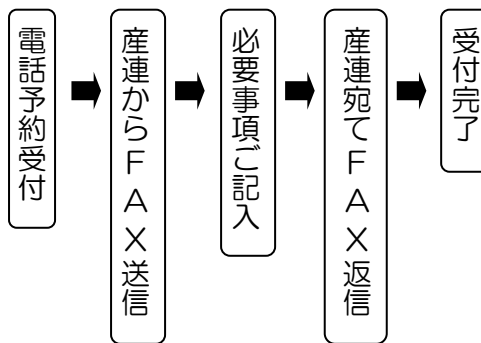 電話予約受付
産連からＦＡＸ送信
必要事項ご記入
産連宛てＦＡＸ返信
受付完了